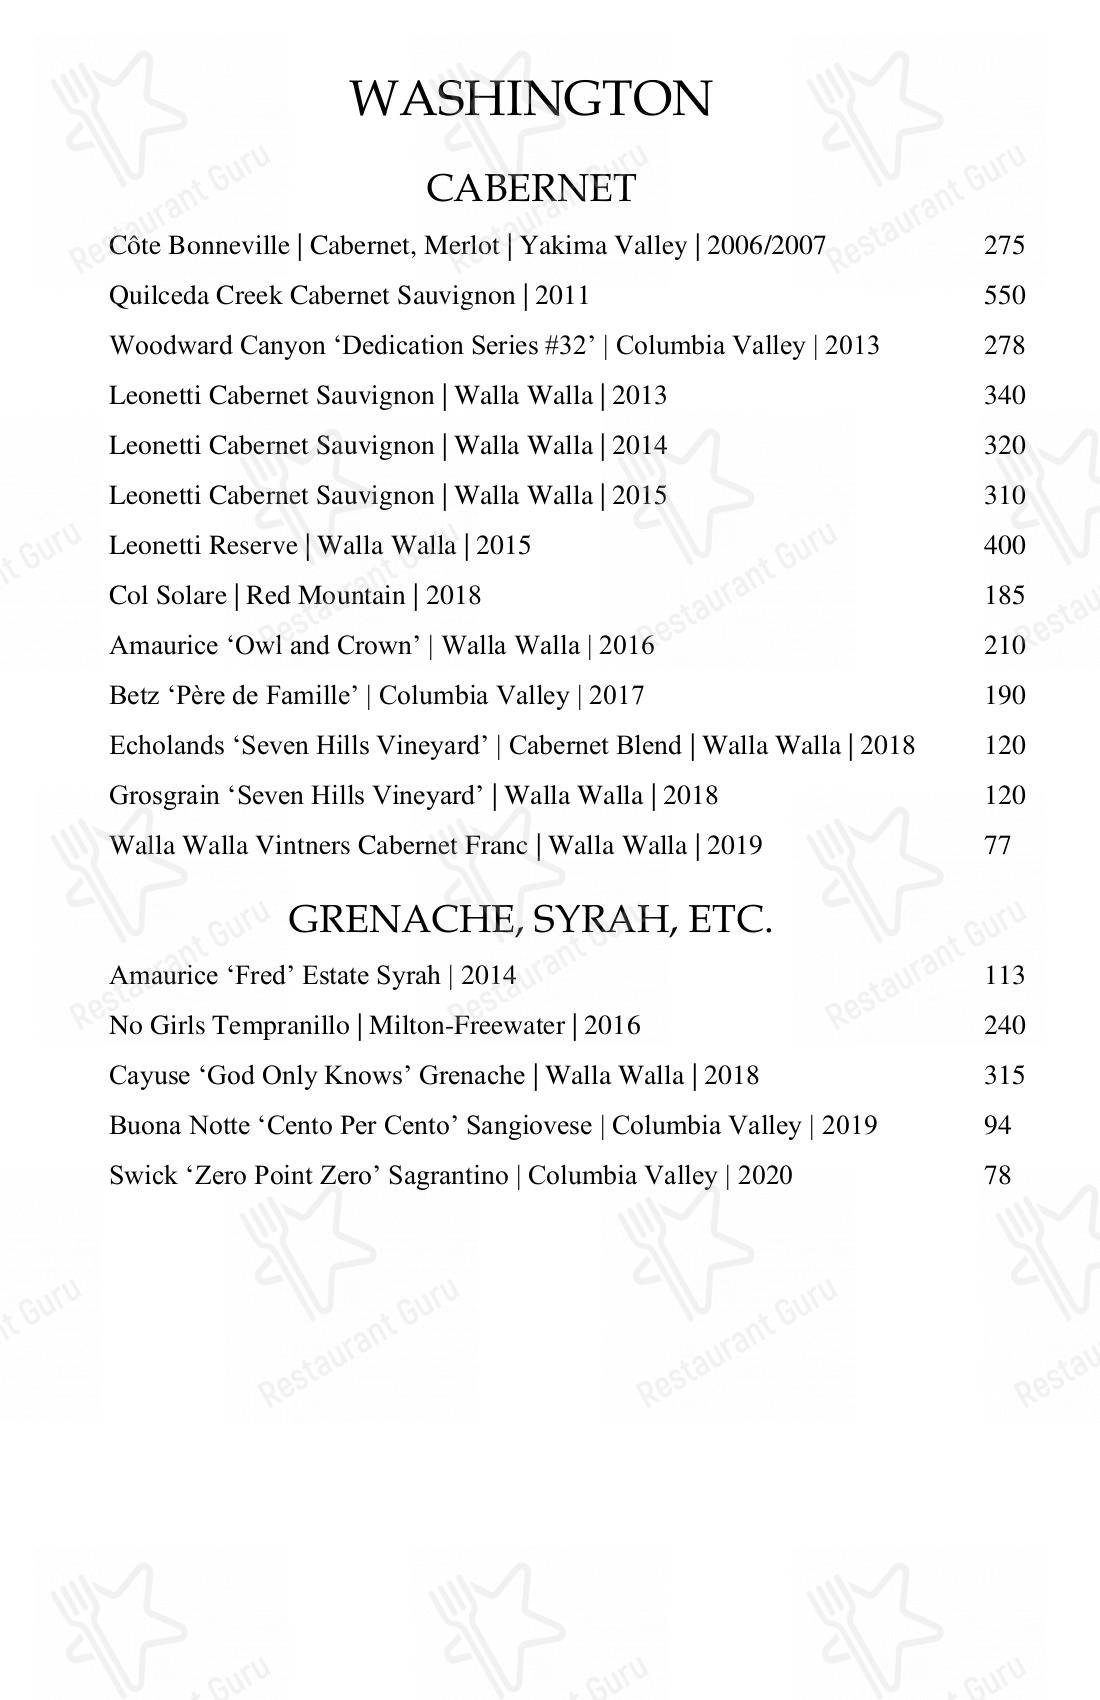 WASHINGTON
CABERNET
Côte Bonneville | Cabernet, Merlot | Yakima Valley | 2006/2007 275
Quilceda Creek Cabernet Sauvignon | 2011 550
Woodward Canyon ‘Dedication Series #32’ | Columbia Valley | 2013 278
Leonetti Cabernet Sauvignon | Walla Walla | 2013 340
Leonetti Cabernet Sauvignon | Walla Walla | 2014 320
Leonetti Cabernet Sauvignon | Walla Walla | 2015 310
Leonetti Reserve | Walla Walla | 2015 400
Col Solare | Red Mountain | 2018 185
Amaurice ‘Owl and Crown’ | Walla Walla | 2016 210
Betz ‘Père de Famille’ | Columbia Valley | 2017 190
Echolands ‘Seven Hills Vineyard’ | Cabernet Blend | Walla Walla | 2018 120
Grosgrain ‘Seven Hills Vineyard’ | Walla Walla | 2018 120
Walla Walla Vintners Cabernet Franc | Walla Walla | 2019 77
GRENACHE, SYRAH, ETC.
Amaurice ‘Fred’ Estate Syrah | 2014 113
No Girls Tempranillo | Milton-Freewater | 2016 240
Cayuse ‘God Only Knows’ Grenache | Walla Walla | 2018 315
Buona Notte ‘Cento Per Cento’ Sangiovese | Columbia Valley | 2019 94
Swick ‘Zero Point Zero’ Sagrantino | Columbia Valley | 2020 78
Restaurant Guru